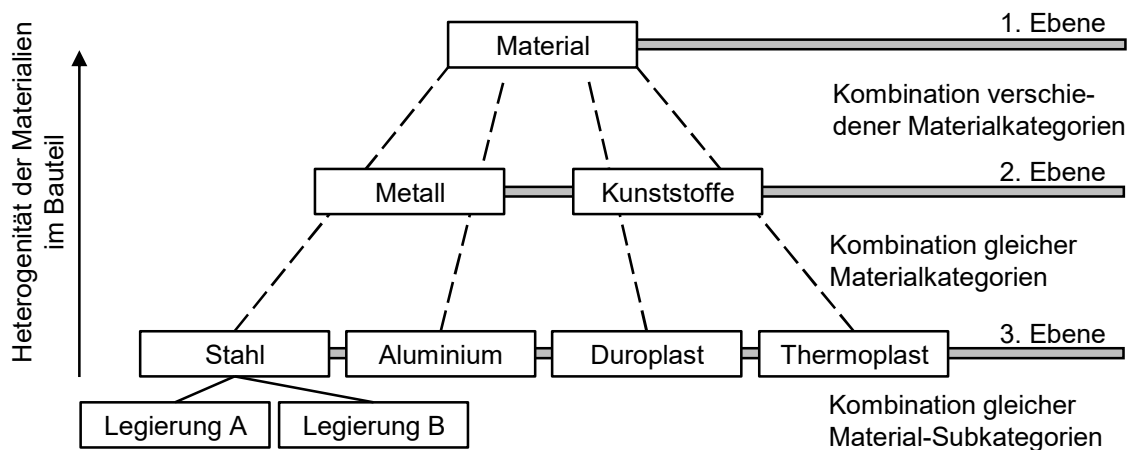 1. Ebene
Material
Kombination verschie-
dener Materialkategorien
2. Ebene
Metall
Kunststoffe
Kombination gleicher
Materialkategorien
3. Ebene
Stahl
Aluminium
Duroplast
Thermoplast
Legierung A
Legierung B
Kombination gleicher
Material-Subkategorien
Heterogenität der Materialien
im Bauteil